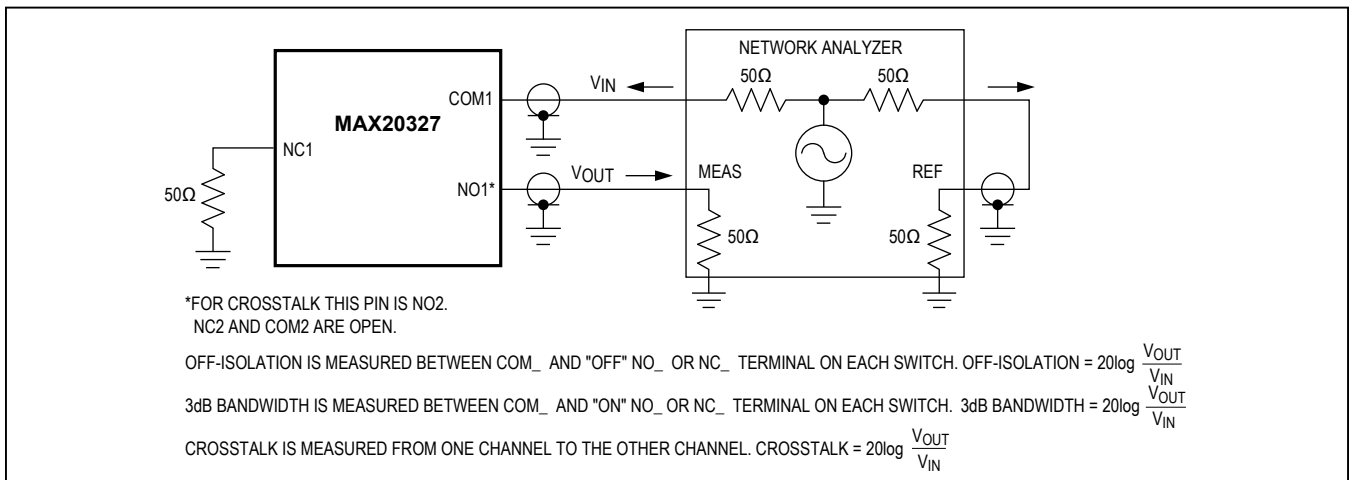 NETWORK ANALYZER
50Ω
50Ω
VIN
COM1
MAX20327
NC1
50Ω
NO1*
VOUT
MEAS
REF
50Ω
50Ω
*FOR CROSSTALK THIS PIN IS NO2.
NC2 AND COM2 ARE OPEN.
OFF-ISOLATION IS MEASURED BETWEEN COM_ AND "OFF" NO_ OR NC_ TERMINAL ON EACH SWITCH. OFF-ISOLATION = 20log VOUT/VIN
3dB BANDWIDTH IS MEASURED BETWEEN COM_ AND "ON" NO_ OR NC_ TERMINAL ON EACH SWITCH. 3dB BANDWIDTH = 20log VOUT/VIN
CROSSTALK IS MEASURED FROM ONE CHANNEL TO THE OTHER CHANNEL. CROSSTALK = 20log VOUT/VIN